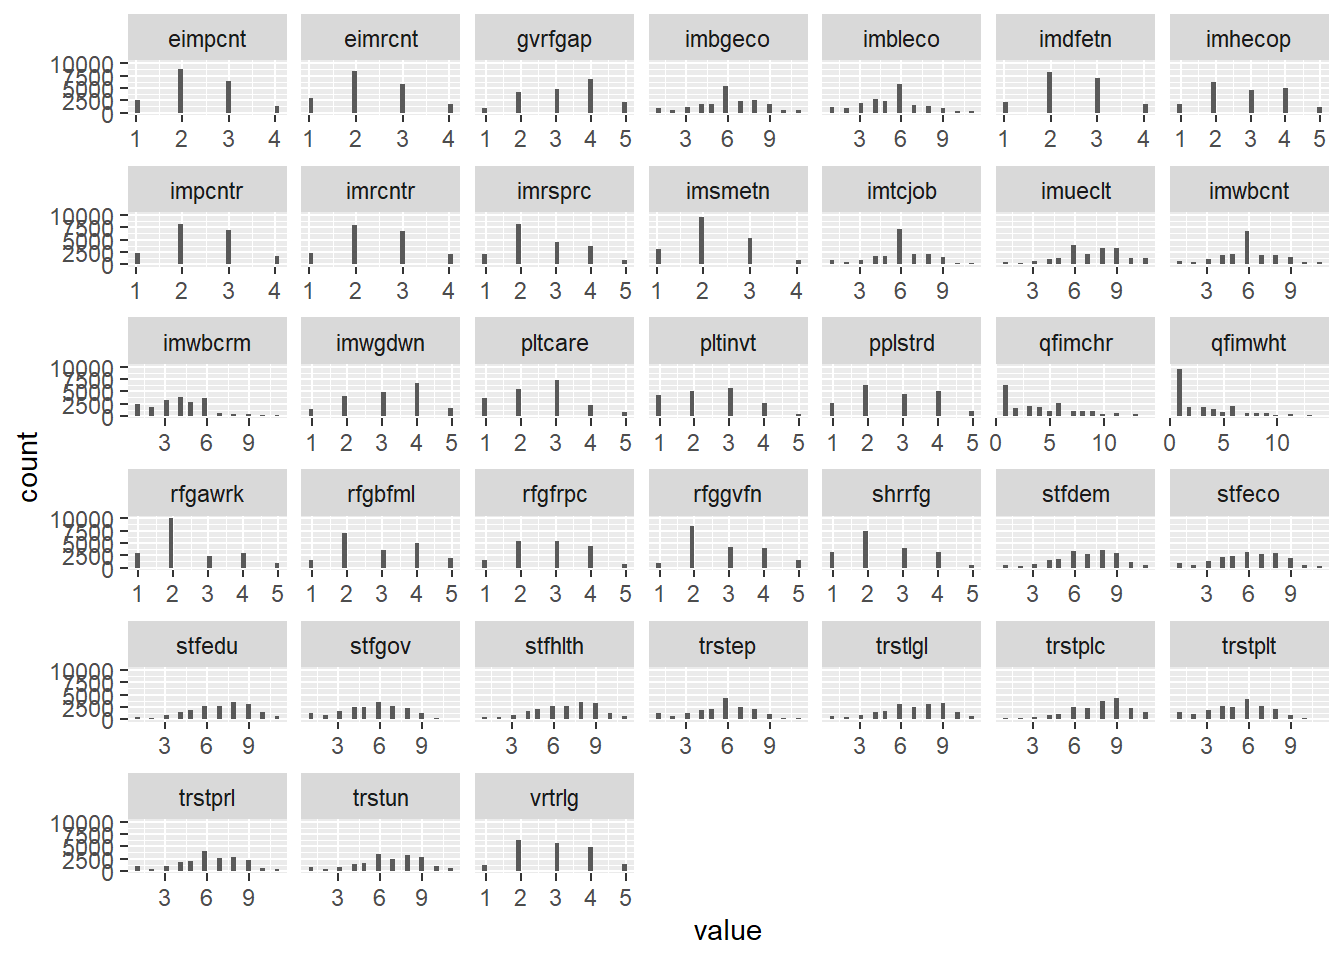 eimpcnt eimrcnt gvrfgap imbgeco imbleco imdfetn imhecop
10000
7500
5000
2500
0
1 2 3 4 1 2 3 4 1 2 3 4 5 3 6 9 3 6 9 1 2 3 4 1 2 3 4 5
impcntr imrcntr imrsprc imsmetn imtcjob imueclt imwbcnt
10000
7500
5000
2500
0
1 2 3 4 1 2 3 4 1 2 3 4 5 1 2 3 4 3 6 9 3 6 9 3 6 9
imwbcrm imwgdwn pltcare pltinvt pplstrd qfimchr qfimwht
10000
7500
5000
2500
0
3 6 9 1 2 3 4 5 1 2 3 4 5 1 2 3 4 5 1 2 3 4 5 0 5 10 0 5 10
rfgawrk rfgbfml rfgfrpc rfggvfn shrrfg stfdem stfeco
10000
7500
5000
2500
0
1 2 3 4 5 1 2 3 4 5 1 2 3 4 5 1 2 3 4 5 1 2 3 4 5 3 6 9 3 6 9
stfedu stfgov stfhlth trstep trstlgl trstplc trstplt
10000
7500
5000
2500
0
3 6 9 3 6 9 3 6 9 3 6 9 3 6 9 3 6 9 3 6 9
trstprl trstun vrtrlg
10000
7500
5000
2500
0
3 6 9 3 6 9 1 2 3 4 5
count
value